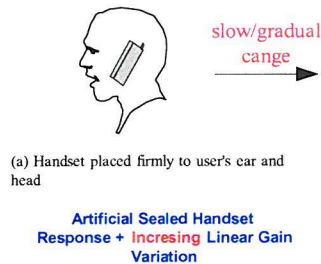 slow/gradual
cange
(a) Handset placed firmly to user's ear and
head
Artificial Sealed Handset
Response + Incresing Linear Gain
Variation